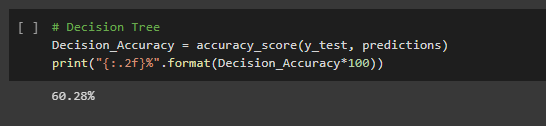 [ ] # Decision Tree
Decision_Accuracy = accuracy_score(y_test, predictions)
print("{:.2f}%".format(Decision_Accuracy*100))
60.28%